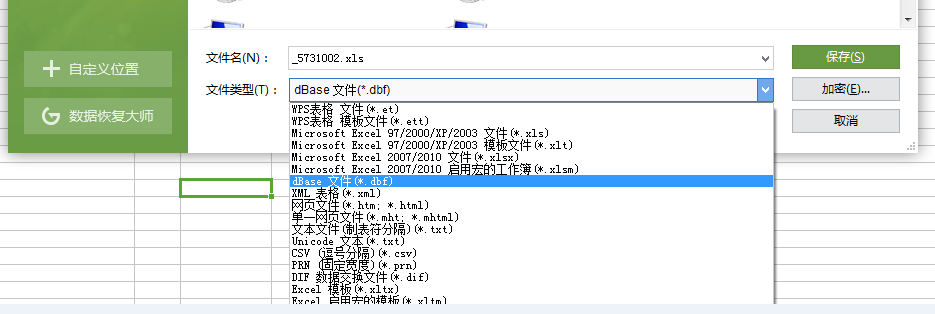 文件名(N)：
_5731002.xls
保存(S)
自定义位置
文件类型(T)：
dBase 文件(*.dbf)
加密(E)...
数据恢复大师
取消
WPS表格 文件(*.et)
WPS表格 模板文件(*.ett)
Microsoft Excel 97/2000/XP/2003 文件(*.xls)
Microsoft Excel 97/2000/XP/2003 模板文件(*.xlt)
Microsoft Excel 2007/2010 文件(*.xlsx)
Microsoft Excel 2007/2010 启用宏的工作簿(*.xlsm)
dBase 文件(*.dbf)
XML 表格(*.xml)
网页文件(*.htm; *.html)
单一网页文件(*.mht; *.mhtml)
文本文件(制表符分隔)(*.txt)
Unicode 文本(*.txt)
CSV (逗号分隔)(*.csv)
PRN (固定宽度)(*.prn)
DIF 数据交换文件(*.dif)
Excel 模板(*.xltx)
Excel 启用宏的模板(*.xltm)